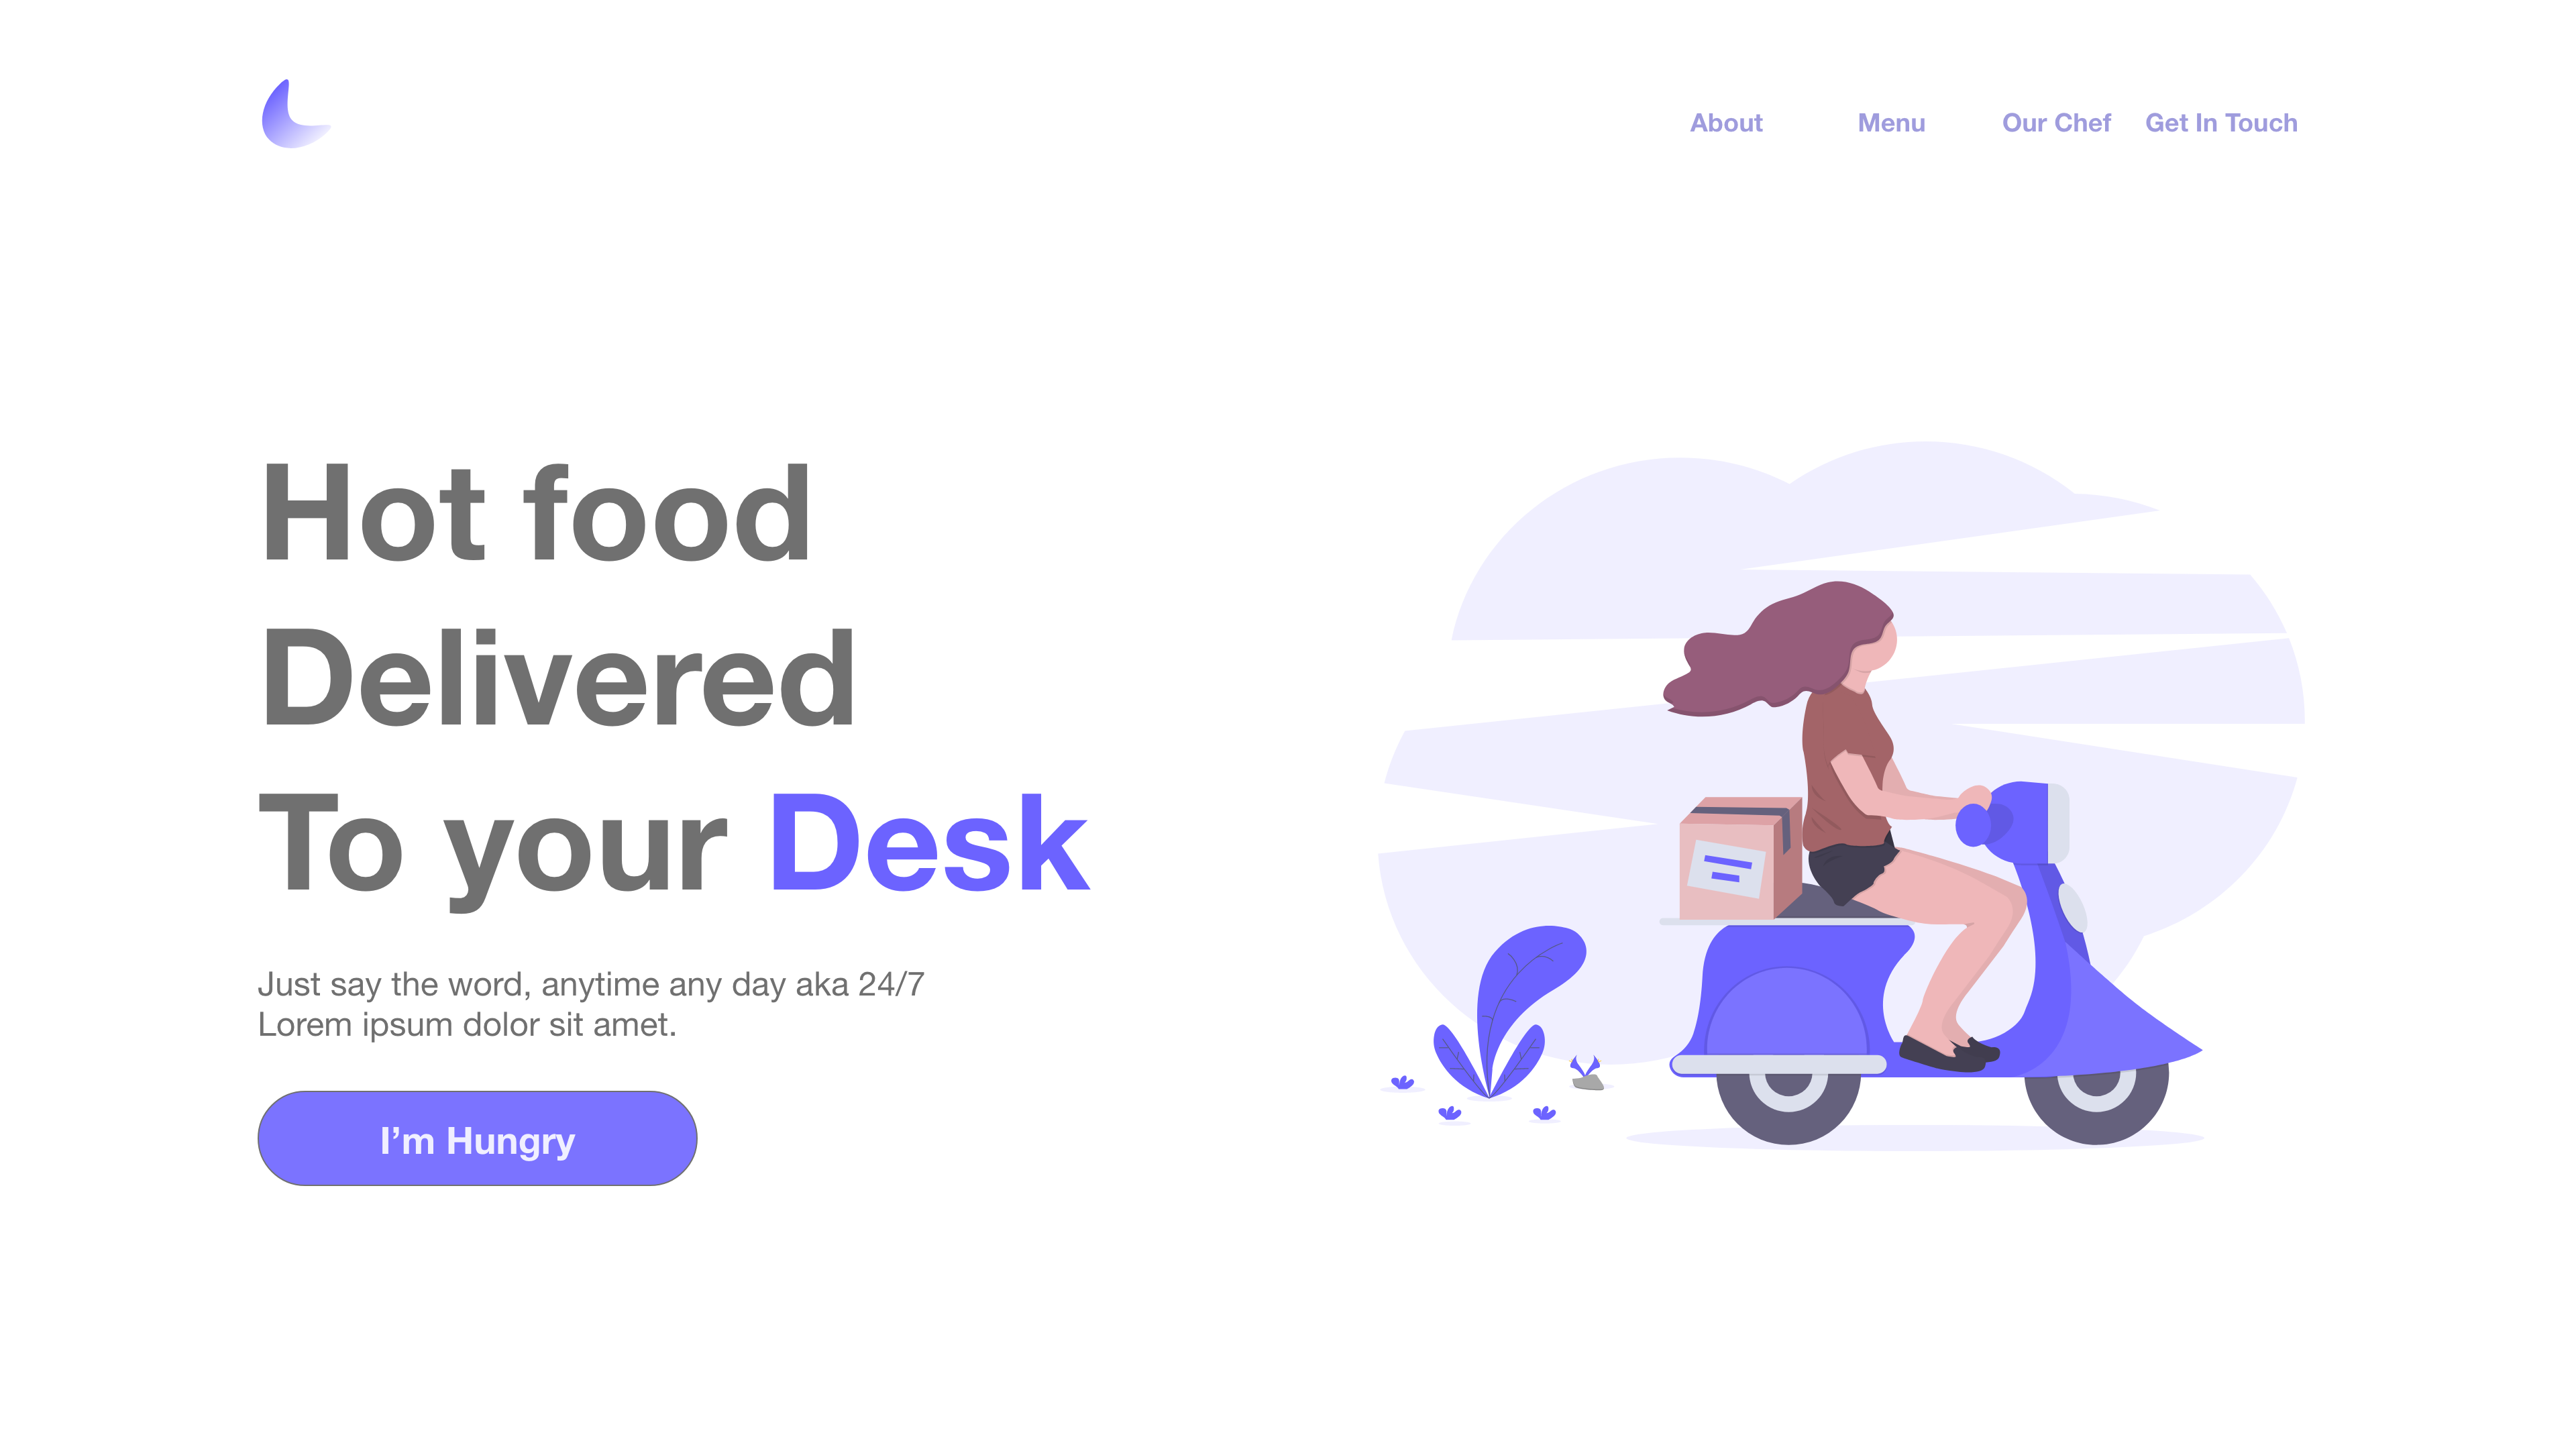 About Menu Our Chef Get In Touch
Hot food
Delivered
To your Desk
Just say the word, anytime any day aka 24/7
Lorem ipsum dolor sit amet.
I’m Hungry